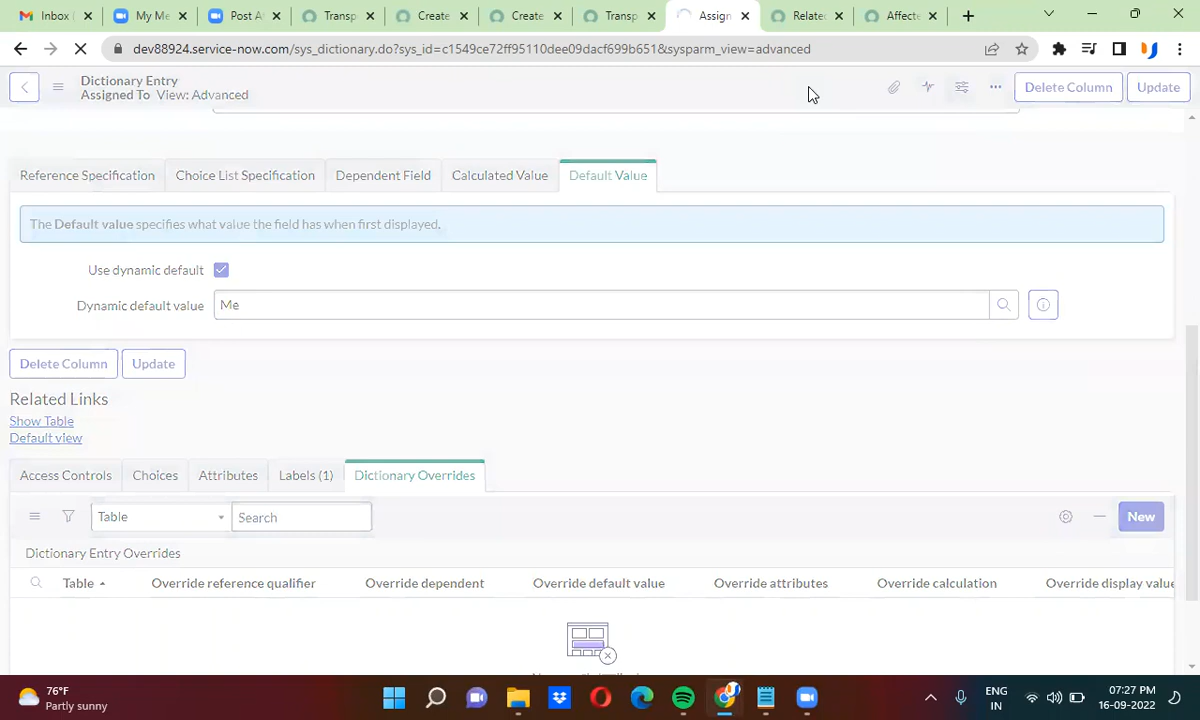 Inbox (
My Me
Post A
Transp
Create
Create
Transp
Assign
Relate
Affecte
dev88924.service-now.com/sys_dictionary.do?sys_id=c1549ce72ff95110dee09dacf699b651&sysparm_view=advanced
Dictionary Entry
Assigned To View: Advanced
Delete Column
Update
Reference Specification
Choice List Specification
Dependent Field
Calculated Value
Default Value
The Default value specifies what value the field has when first displayed.
Use dynamic default
Dynamic default value
Me
Delete Column
Update
Related Links
Show Table
Default view
Access Controls
Choices
Attributes
Labels (1)
Dictionary Overrides
Table
Search
New
Dictionary Entry Overrides
Table
Override reference qualifier
Override dependent
Override default value
Override attributes
Override calculation
Override display value
76°F
Partly sunny
ENG
IN
07:27 PM
16-09-2022